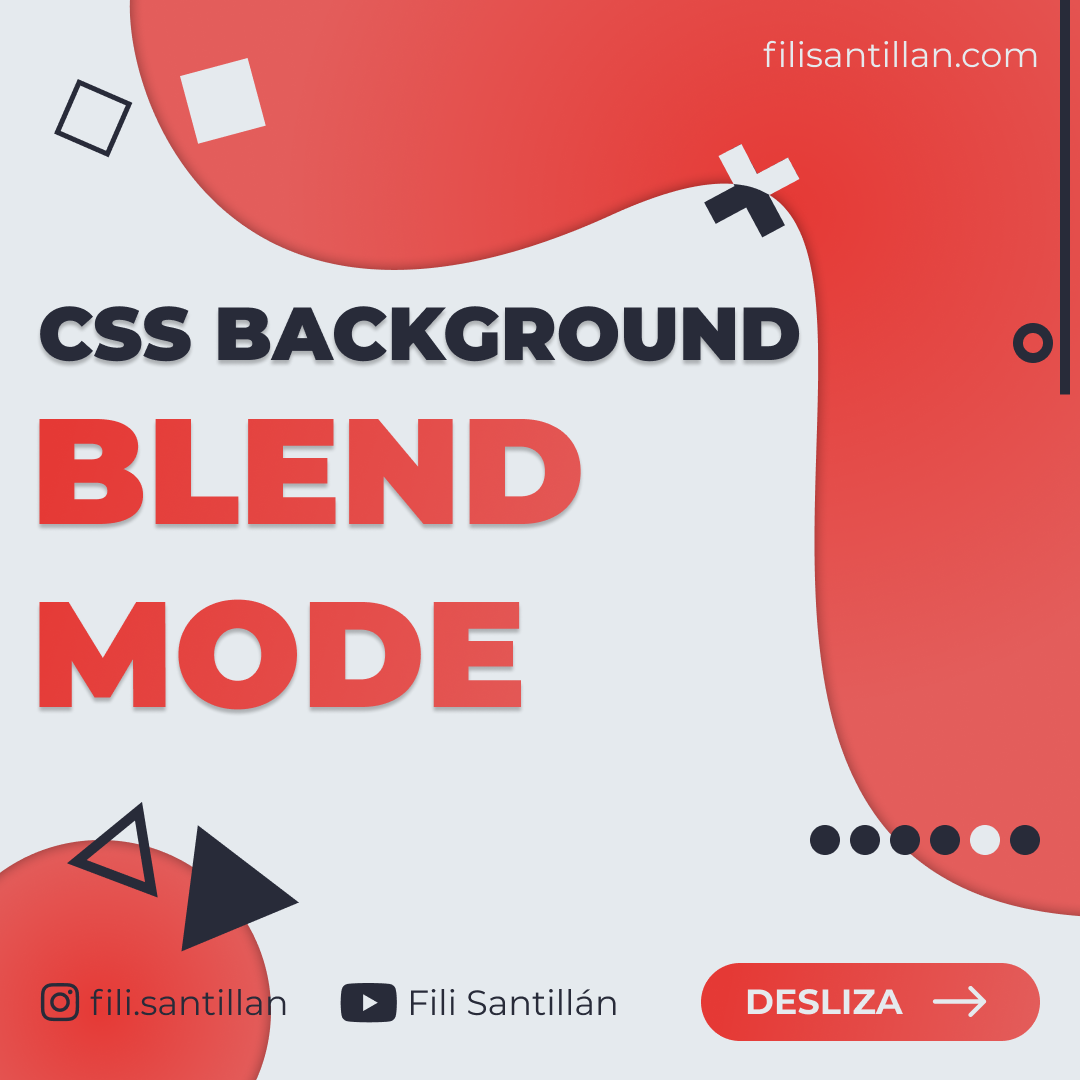 filisantillan.com
CSS BACKGROUND
BLEND
MODE
fili.santillan
Fili Santillán
DESLIZA